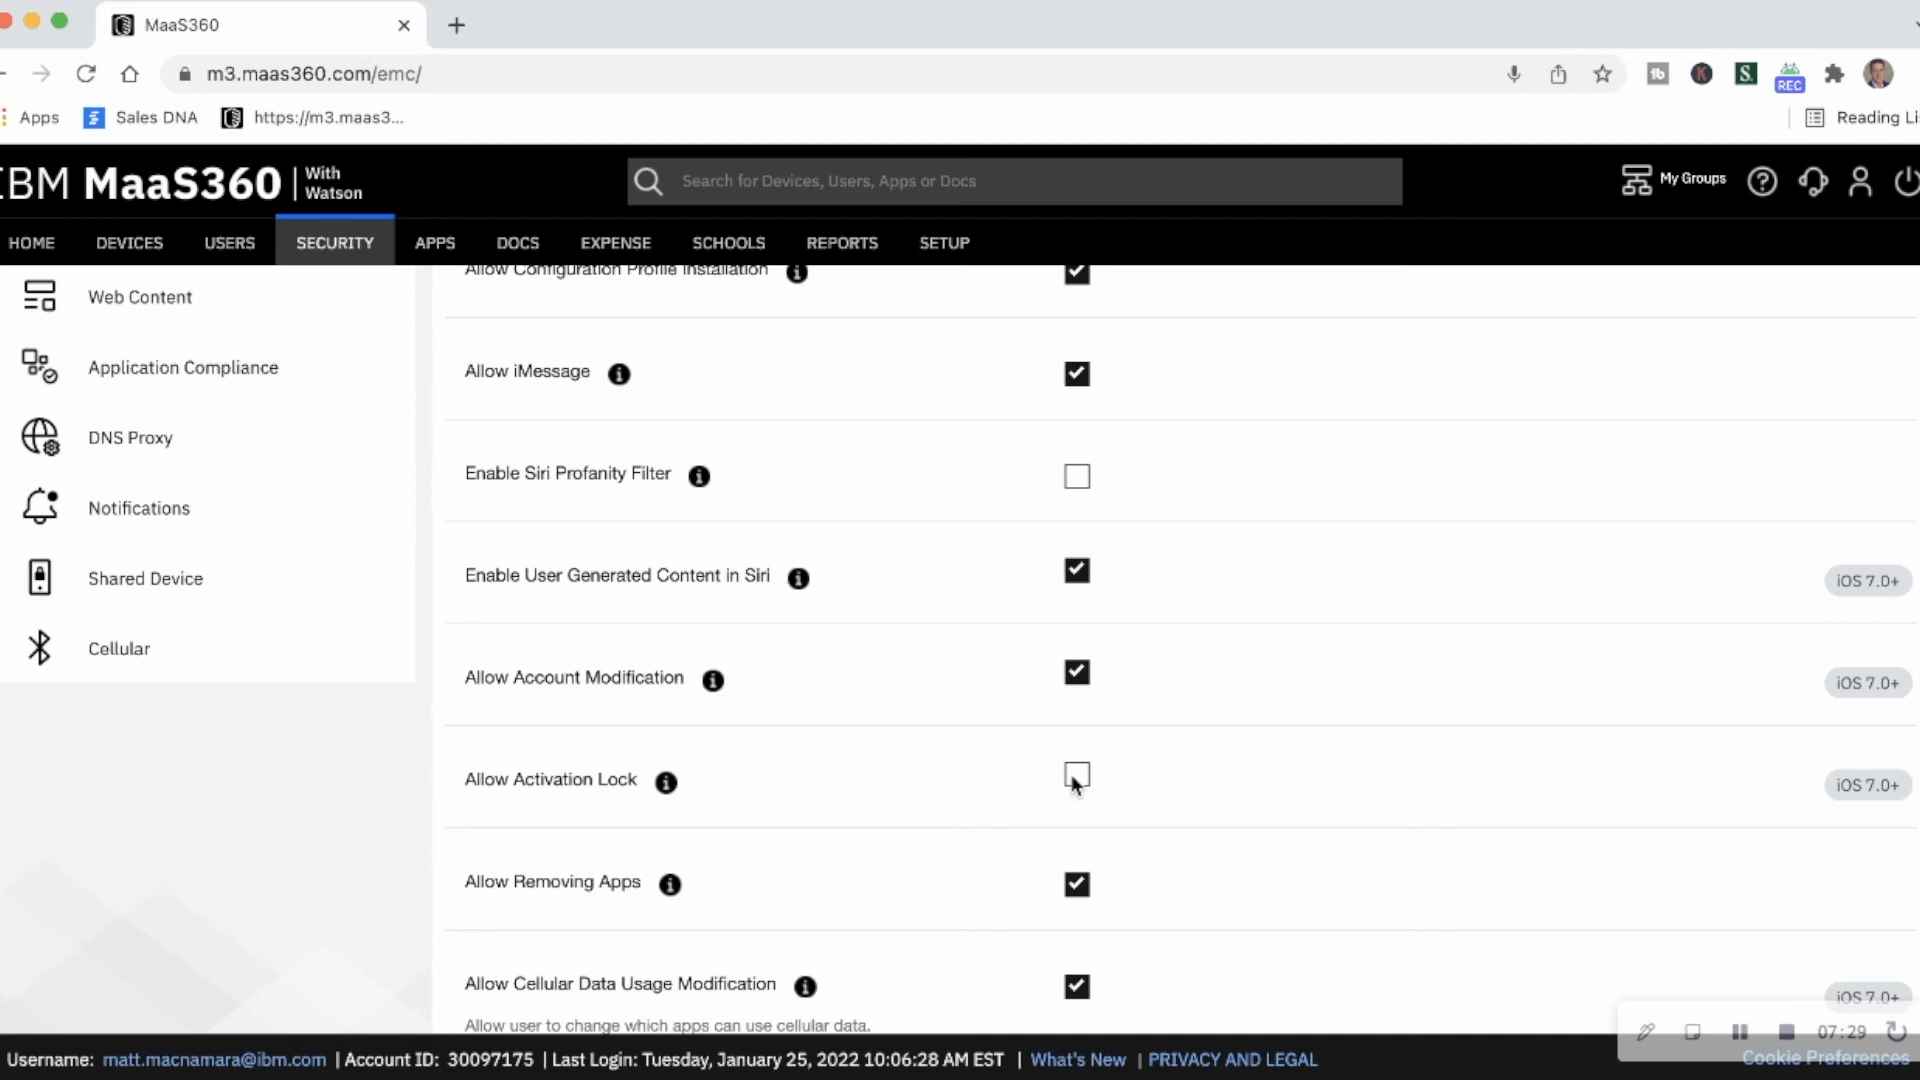 MaaS360
m3.maas360.com/emc/
REC
Apps
Sales DNA
https://m3.maas3...
Reading Li
IBM MaaS360 | With Watson
Search for Devices, Users, Apps or Docs
My Groups
HOME DEVICES USERS SECURITY APPS DOCS EXPENSE SCHOOLS REPORTS SETUP
Web Content
Application Compliance
DNS Proxy
Notifications
Shared Device
Cellular
Allow Configuration Profile Installation
Allow iMessage
Enable Siri Profanity Filter
Enable User Generated Content in Siri
iOS 7.0+
Allow Account Modification
iOS 7.0+
Allow Activation Lock
iOS 7.0+
Allow Removing Apps
Allow Cellular Data Usage Modification
iOS 7.0+
Allow user to change which apps can use cellular data.
07:29
Username: matt.macnamara@ibm.com | Account ID: 30097175 | Last Login: Tuesday, January 25, 2022 10:06:28 AM EST | What's New | PRIVACY AND LEGAL
Cookie Preferences